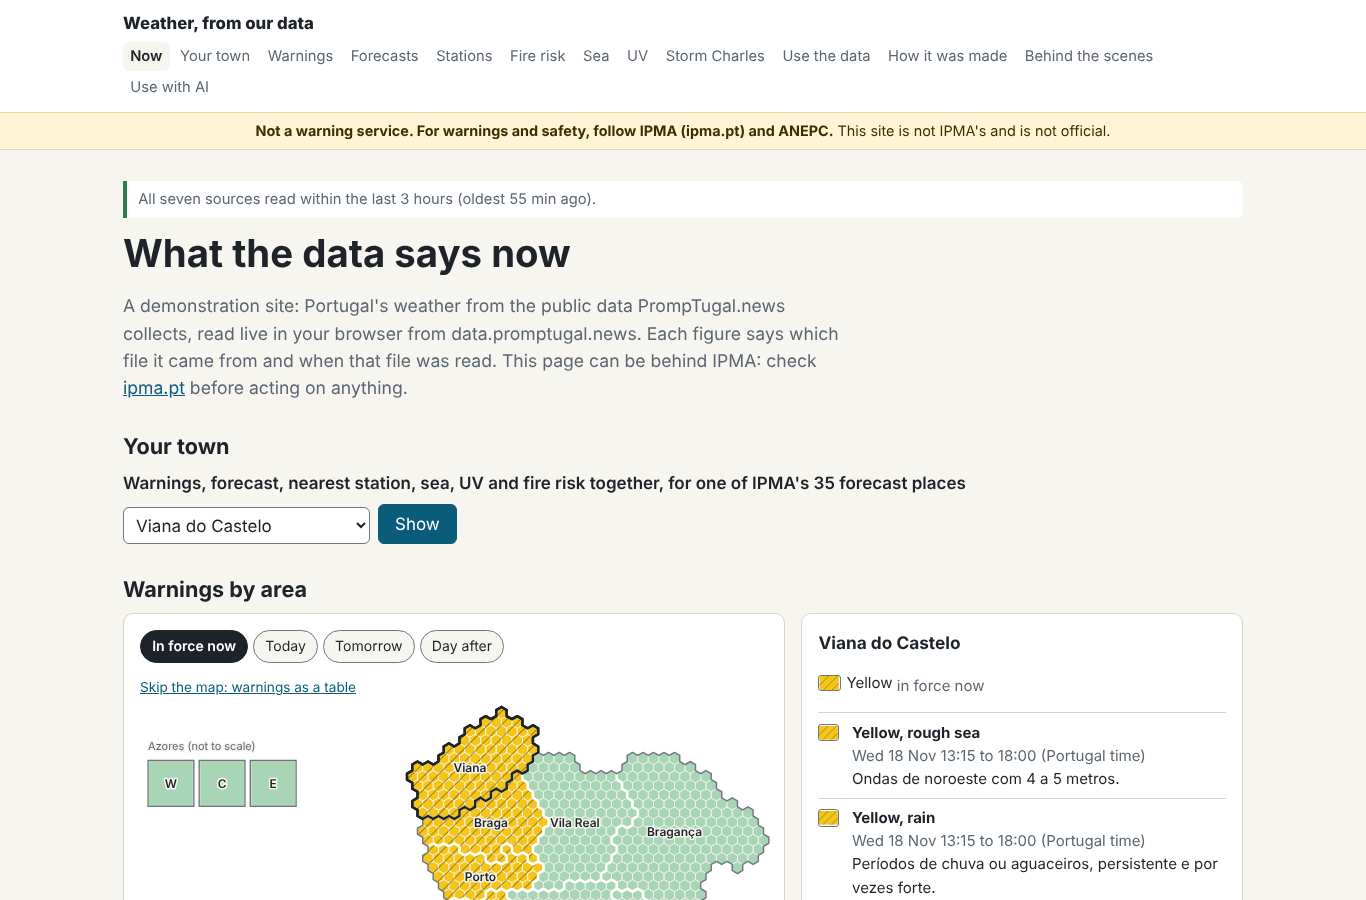 Weather, from our data
Now Your town Warnings Forecasts Stations Fire risk Sea UV Storm Charles Use the data How it was made Behind the scenes
Use with AI
Not a warning service. For warnings and safety, follow IPMA (ipma.pt) and ANEPC. This site is not IPMA's and is not official.
All seven sources read within the last 3 hours (oldest 55 min ago).
What the data says now
A demonstration site: Portugal's weather from the public data PrompTugal.news
collects, read live in your browser from data.promptugal.news. Each figure says which
file it came from and when that file was read. This page can be behind IPMA: check
ipma.pt before acting on anything.
Your town
Warnings, forecast, nearest station, sea, UV and fire risk together, for one of IPMA's 35 forecast places
Viana do Castelo
Show
Warnings by area
In force now Today Tomorrow Day after
Skip the map: warnings as a table
Azores (not to scale)
W C E
Viana
Braga
Vila Real
Bragança
Porto
Viana do Castelo
Yellow in force now
Yellow, rough sea
Wed 18 Nov 13:15 to 18:00 (Portugal time)
Ondas de noroeste com 4 a 5 metros.
Yellow, rain
Wed 18 Nov 13:15 to 18:00 (Portugal time)
Períodos de chuva ou aguaceiros, persistente e por
vezes forte.